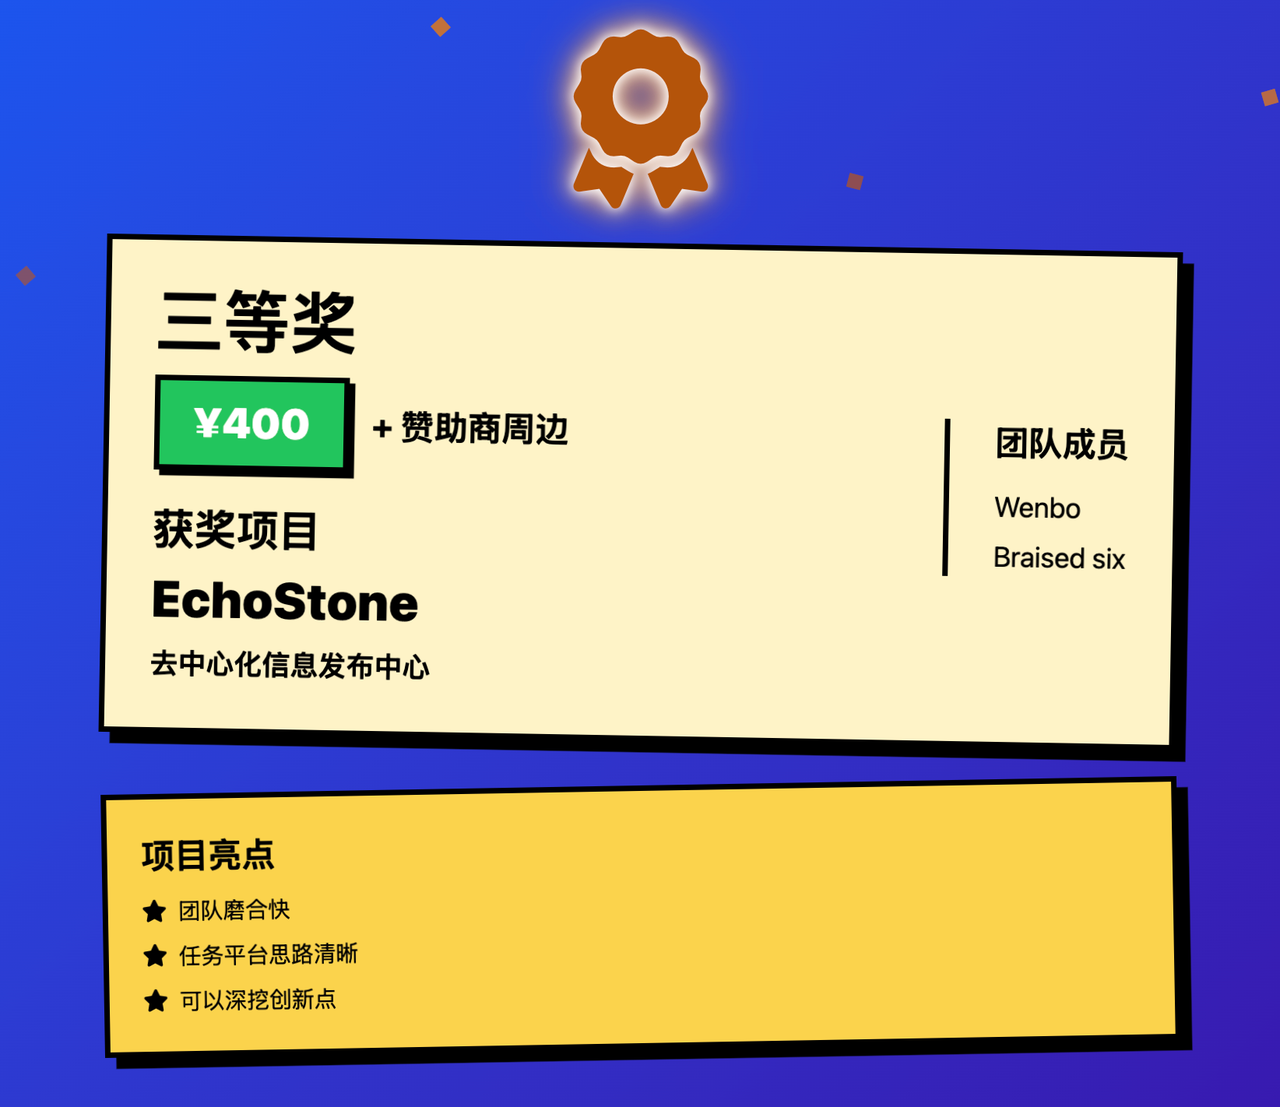 三等奖
¥400
+ 赞助商周边
获奖项目
EchoStone
去中心化信息发布中心
团队成员
Wenbo
Braised six
项目亮点
团队磨合快
任务平台思路清晰
可以深挖创新点